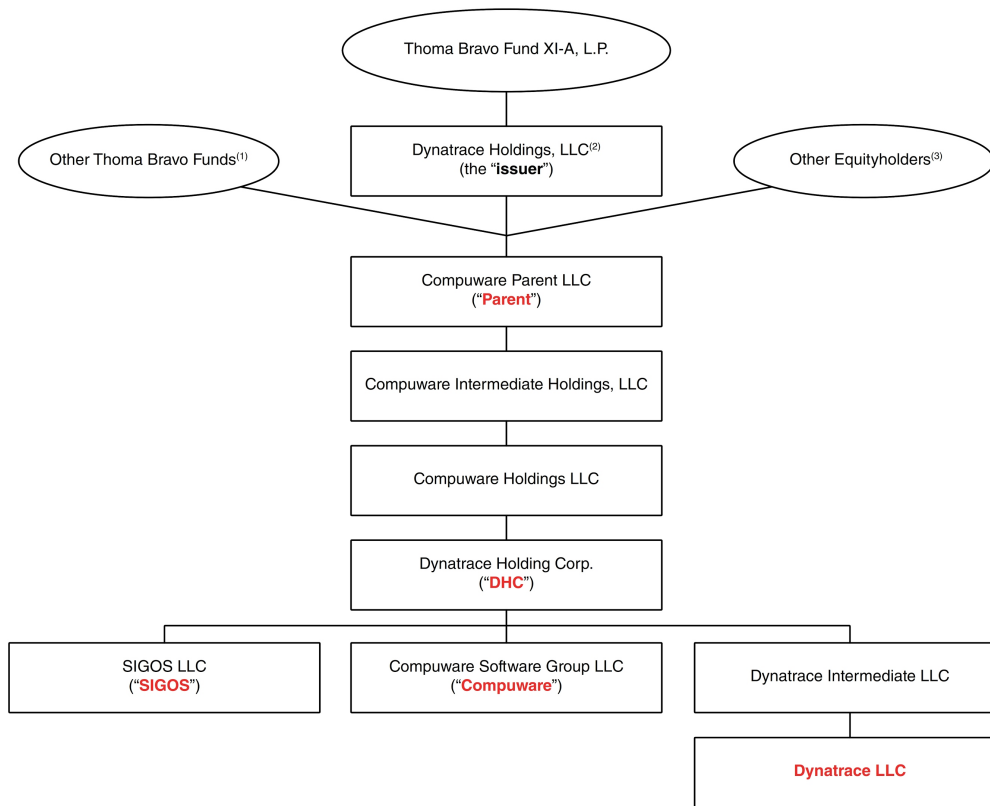 Thoma Bravo Fund XI-A, L.P.
Other Thoma Bravo Funds(1)
Dynatrace Holdings, LLC(2)
(the “issuer”)
Other Equityholders(3)
Compuware Parent LLC
(“Parent”)
Compuware Intermediate Holdings, LLC
Compuware Holdings LLC
Dynatrace Holding Corp.
(“DHC”)
SIGOS LLC
(“SIGOS”)
Compuware Software Group LLC
(“Compuware”)
Dynatrace Intermediate LLC
Dynatrace LLC